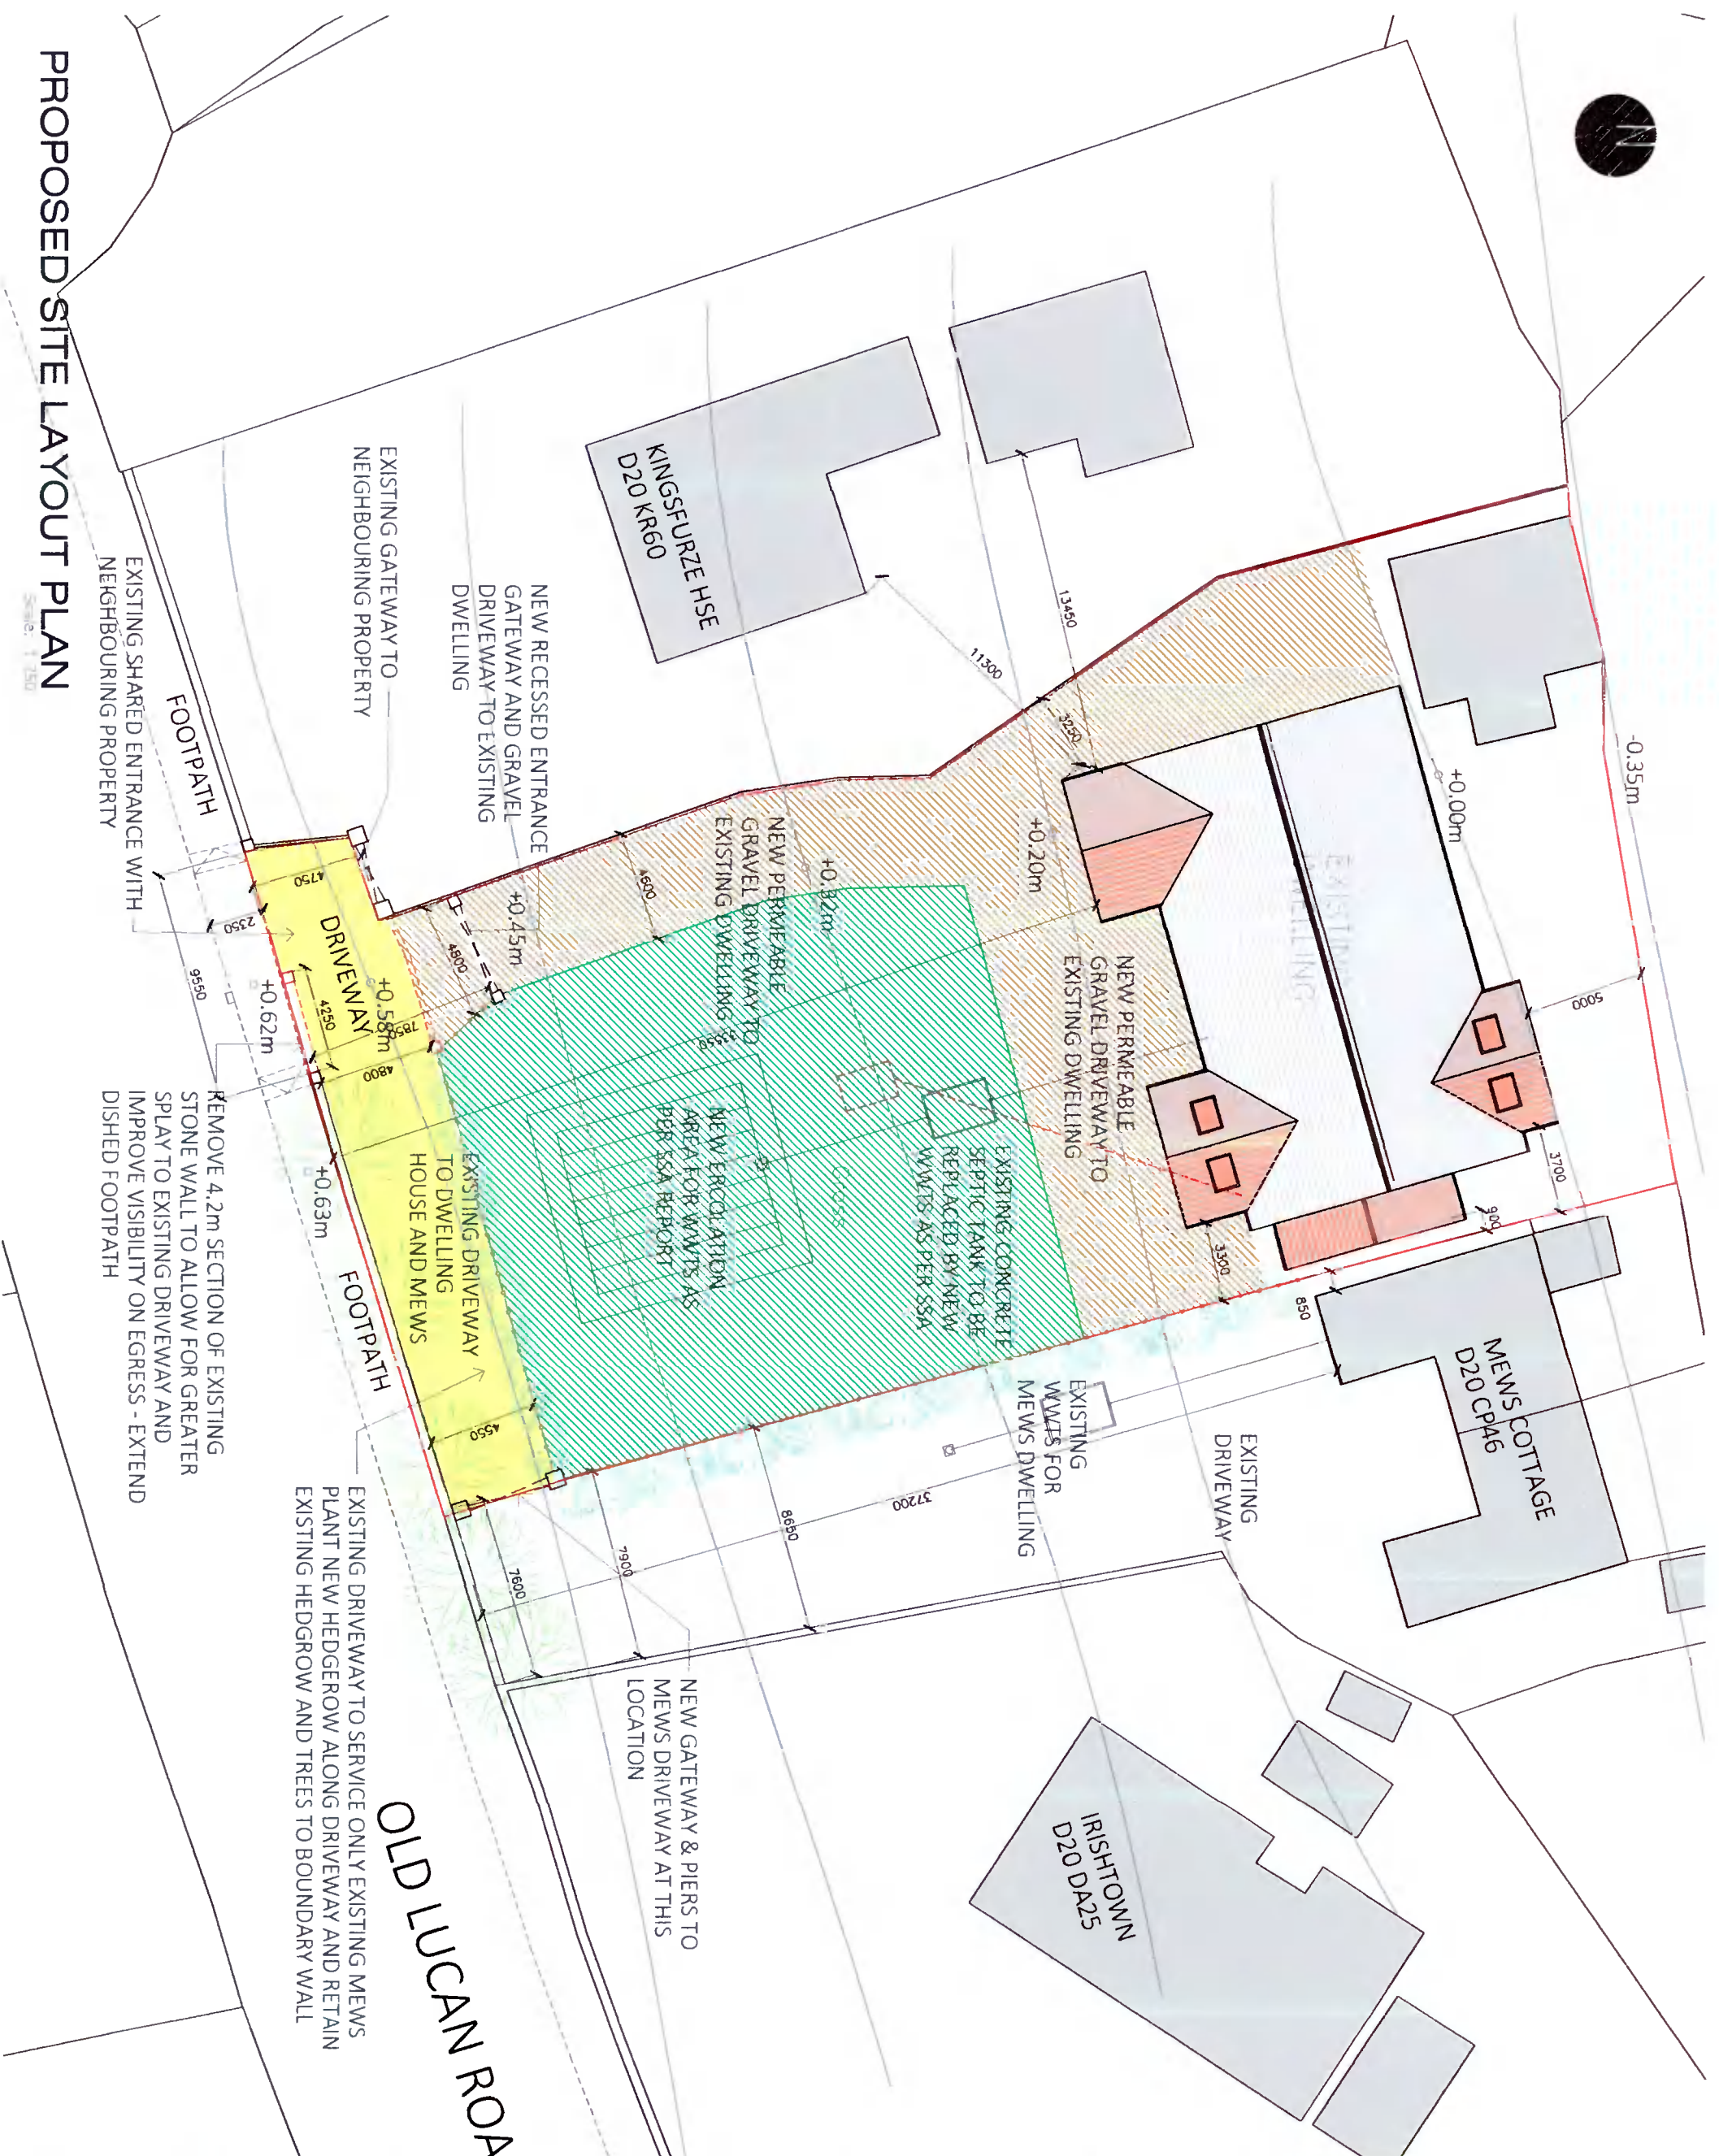 N
-0.35m
+0.00m
EXISTING
DWELLING
5000
3700
900
850
3300
MEWS COTTAGE
D20 CP46
KINGSFURZE HSE
D20 KR60
13450
11300
3250
+0.20m
NEW PERMEABLE
GRAVEL DRIVEWAY TO
EXISTING DWELLING
EXISTING
DRIVEWAY
EXISTING
WWTS FOR
MEWS DWELLING
37200
IRISHTOWN
D20 DA25
+0.32m
NEW PERMEABLE
GRAVEL DRIVEWAY TO
EXISTING DWELLING
EXISTING CONCRETE
SEPTIC TANK TO BE
REPLACED BY NEW
WWTS AS PER SSA
4600
33550
NEW ERCOLATION
AREA FOR WWTS AS
PER SSA REPORT
8650
7900
7600
NEW RECESSED ENTRANCE
GATEWAY AND GRAVEL
DRIVEWAY TO EXISTING
DWELLING
+0.45m
4800
EXISTING GATEWAY TO
NEIGHBOURING PROPERTY
+0.58m
7850
4800
EXISTING DRIVEWAY
TO DWELLING
HOUSE AND MEWS
4550
NEW GATEWAY & PIERS TO
MEWS DRIVEWAY AT THIS
LOCATION
4750
DRIVEWAY
4250
2350
+0.62m
+0.63m
9550
FOOTPATH
FOOTPATH
EXISTING SHARED ENTRANCE WITH
NEIGHBOURING PROPERTY
REMOVE 4.2m SECTION OF EXISTING
STONE WALL TO ALLOW FOR GREATER
SPLAY TO EXISTING DRIVEWAY AND
IMPROVE VISIBILITY ON EGRESS - EXTEND
DISHED FOOTPATH
EXISTING DRIVEWAY TO SERVICE ONLY EXISTING MEWS
PLANT NEW HEDGEROW ALONG DRIVEWAY AND RETAIN
EXISTING HEDGROW AND TREES TO BOUNDARY WALL
OLD LUCAN ROA
PROPOSED SITE LAYOUT PLAN
Scale: 1:250